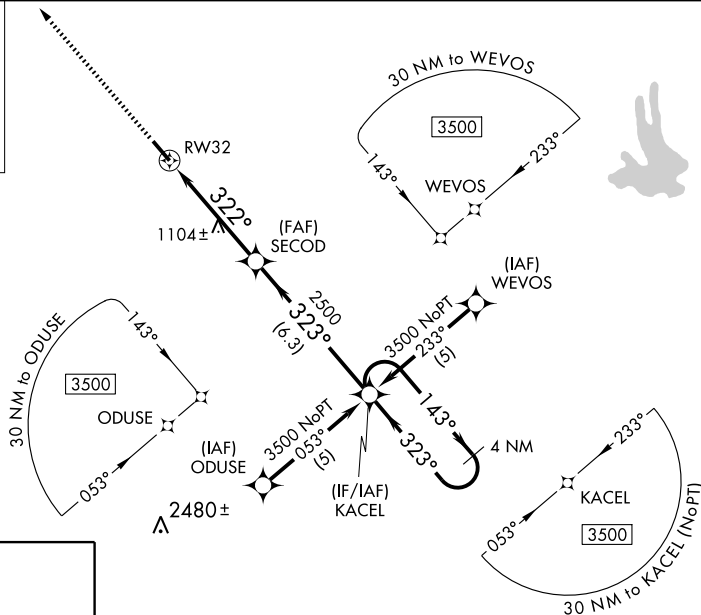 30 NM to WEVOS
3500
143°
233°
WEVOS
RW32
322°
1104±
(FAF)
SECOD
(IAF)
WEVOS
2500
323°
(6.3)
3500 NoPT
233°
(5)
30 NM to ODUSE
143°
3500
ODUSE
053°
(IAF)
ODUSE
3500 NoPT
053°
(5)
143°
323°
4 NM
(IF/IAF)
KACEL
2480±
233°
KACEL
053°
3500
30 NM to KACEL (NoPT)